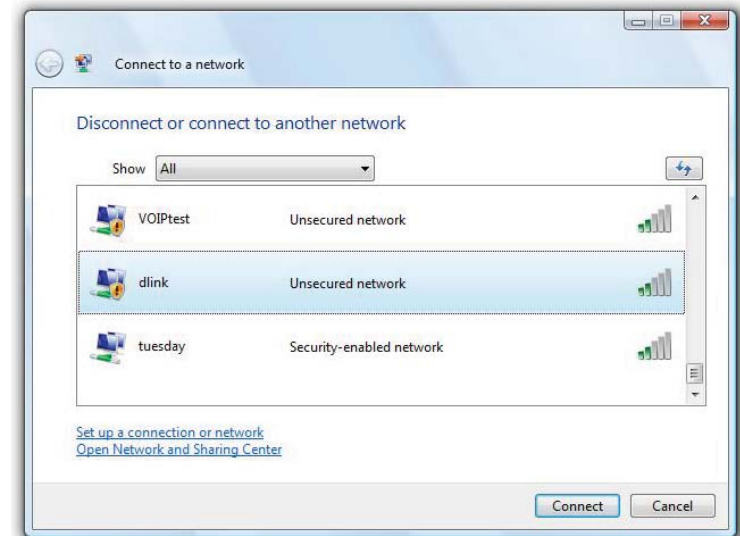 Connect to a network
Disconnect or connect to another network
Show All
VOIPtest Unsecured network
dlink Unsecured network
tuesday Security-enabled network
Set up a connection or network
Open Network and Sharing Center
Connect Cancel